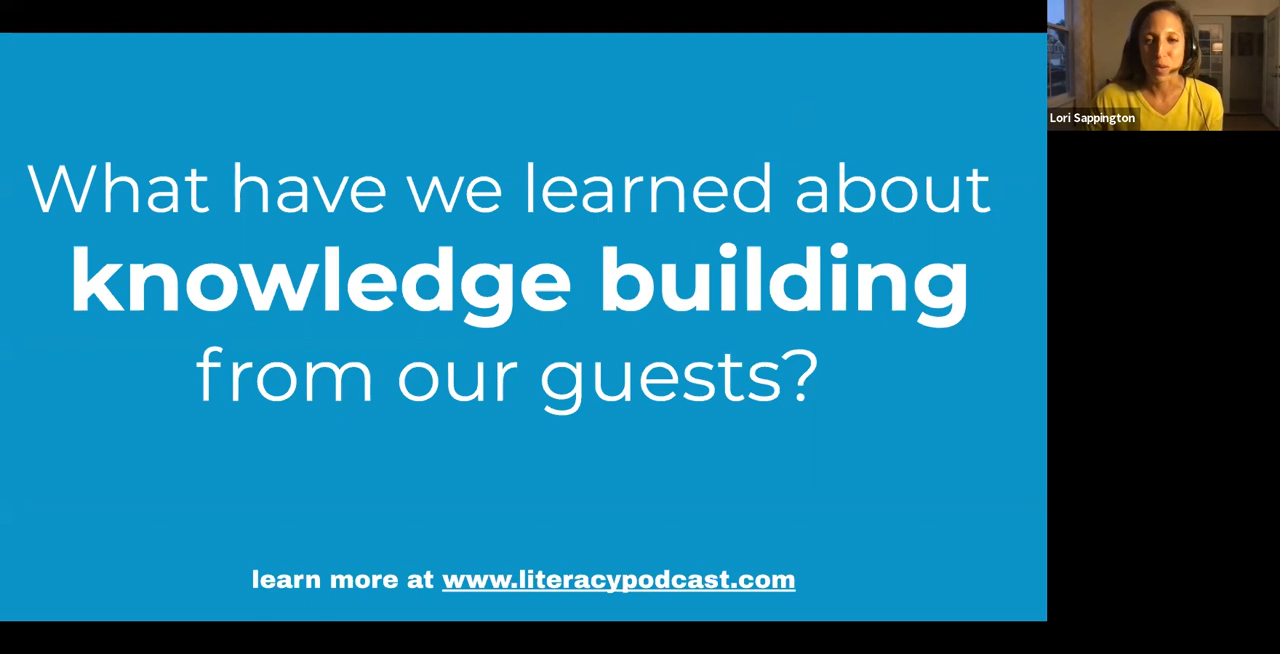 What have we learned about
knowledge building
from our guests?
learn more at www.literacypodcast.com
Lori Sappington